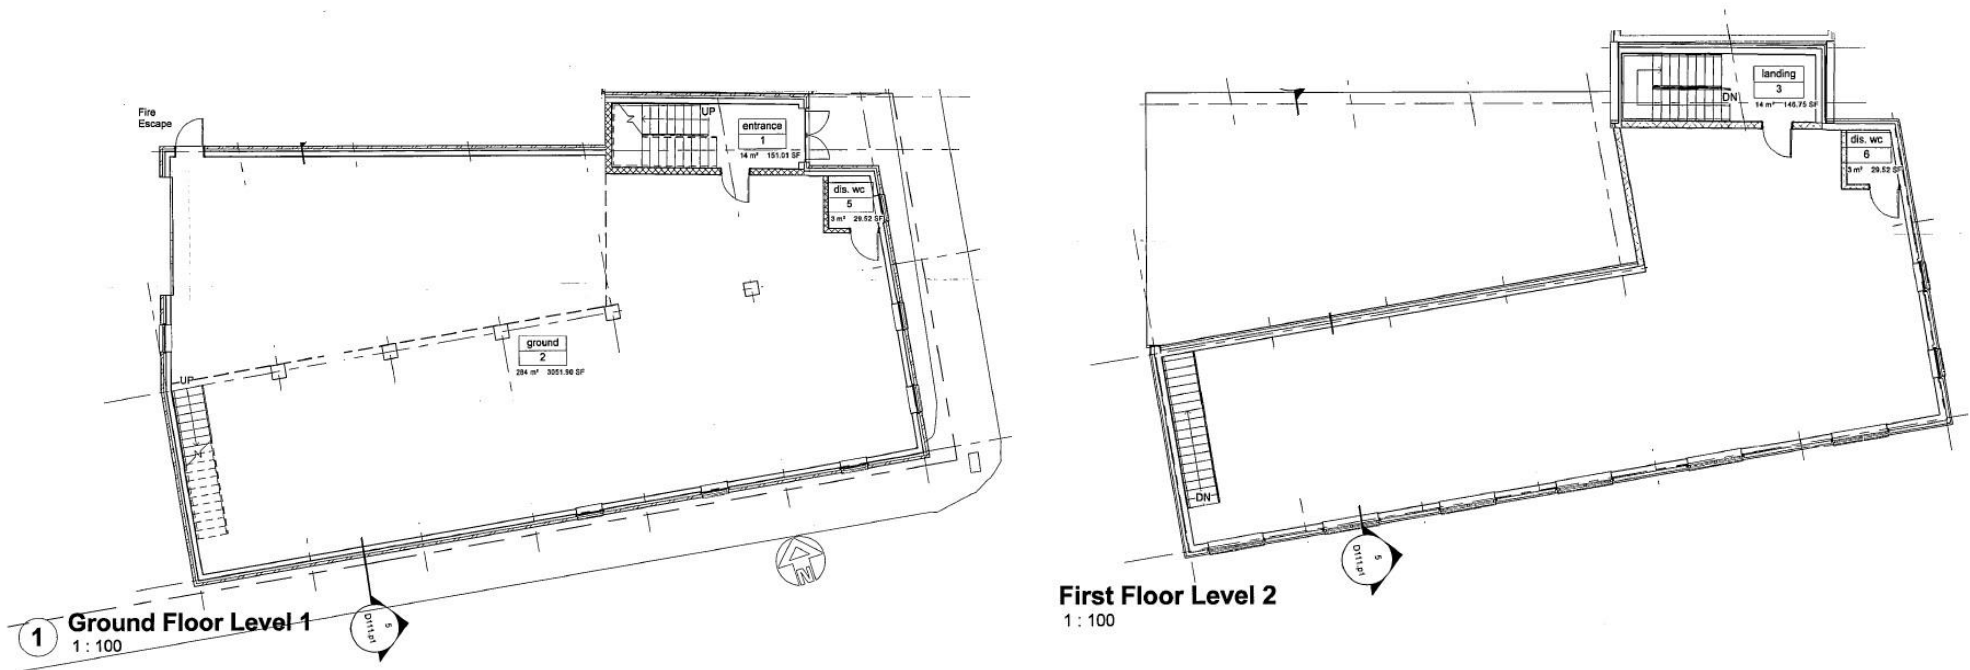 Fire
Escape
UP
entrance
1
14 m² 151.01 SF
dis. wc
5
3 m² 29.52 SF
ground
2
284 m² 3051.90 SF
UP
N
5
D111.p1
1
Ground Floor Level 1
1 : 100
landing
3
14 m² 146.75 SF
DN
dis. wc
6
3 m² 29.52 SF
DN
5
D111.p1
First Floor Level 2
1 : 100